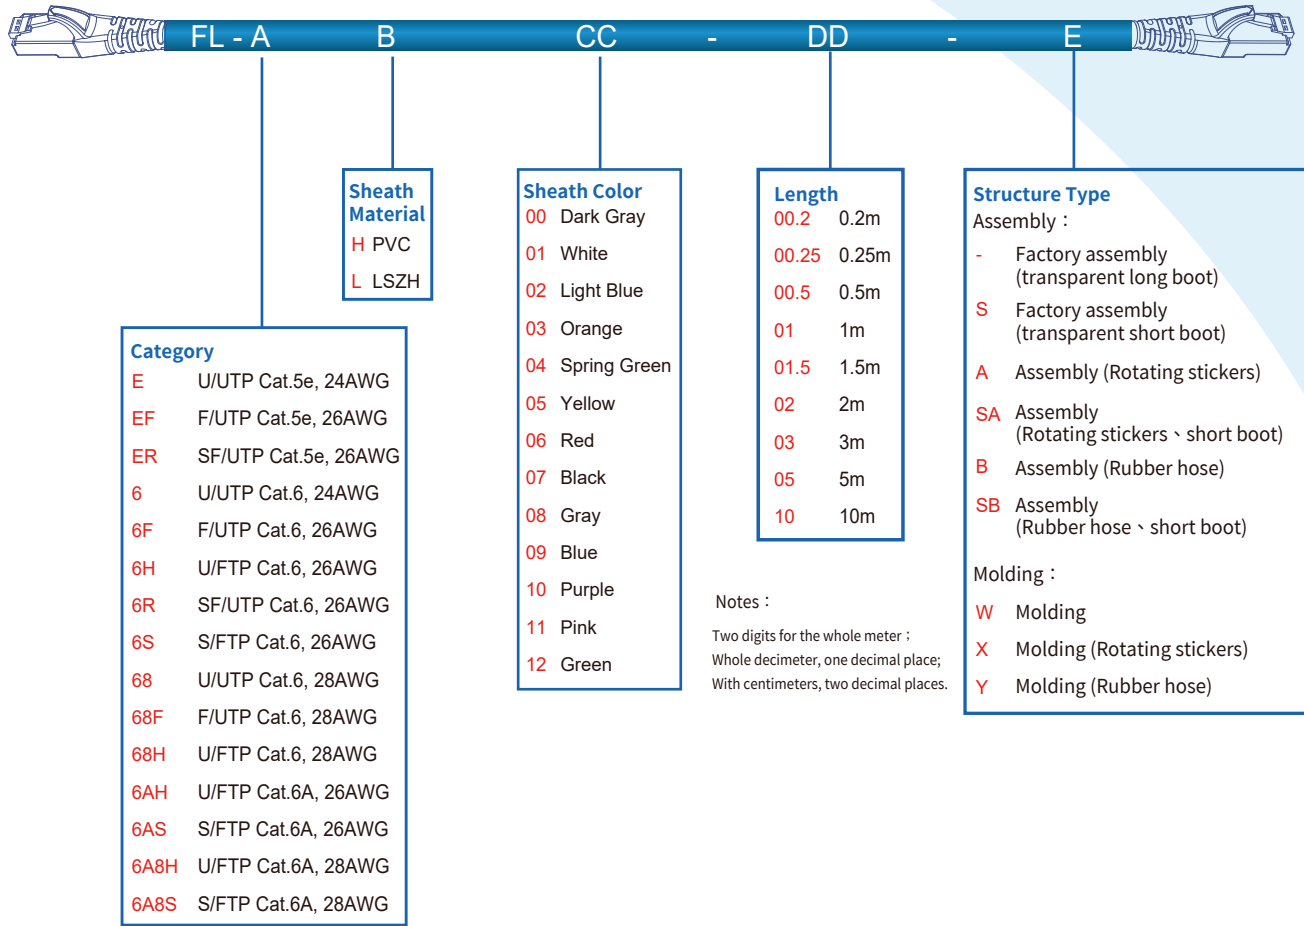 FL - A B CC - DD - E
Sheath
Material
H PVC
L LSZH
Category
E U/UTP Cat.5e, 24AWG
EF F/UTP Cat.5e, 26AWG
ER SF/UTP Cat.5e, 26AWG
6 U/UTP Cat.6, 24AWG
6F F/UTP Cat.6, 26AWG
6H U/FTP Cat.6, 26AWG
6R SF/UTP Cat.6, 26AWG
6S S/FTP Cat.6, 26AWG
68 U/UTP Cat.6, 28AWG
68F F/UTP Cat.6, 28AWG
68H U/FTP Cat.6, 28AWG
6AH U/FTP Cat.6A, 26AWG
6AS S/FTP Cat.6A, 26AWG
6A8H U/FTP Cat.6A, 28AWG
6A8S S/FTP Cat.6A, 28AWG
Sheath Color
00 Dark Gray
01 White
02 Light Blue
03 Orange
04 Spring Green
05 Yellow
06 Red
07 Black
08 Gray
09 Blue
10 Purple
11 Pink
12 Green
Length
00.2 0.2m
00.25 0.25m
00.5 0.5m
01 1m
01.5 1.5m
02 2m
03 3m
05 5m
10 10m
Notes：
Two digits for the whole meter；
Whole decimeter, one decimal place;
With centimeters, two decimal places.
Structure Type
Assembly：
- Factory assembly
(transparent long boot)
S Factory assembly
(transparent short boot)
A Assembly (Rotating stickers)
SA Assembly
(Rotating stickers、short boot)
B Assembly (Rubber hose)
SB Assembly
(Rubber hose、short boot)
Molding：
W Molding
X Molding (Rotating stickers)
Y Molding (Rubber hose)